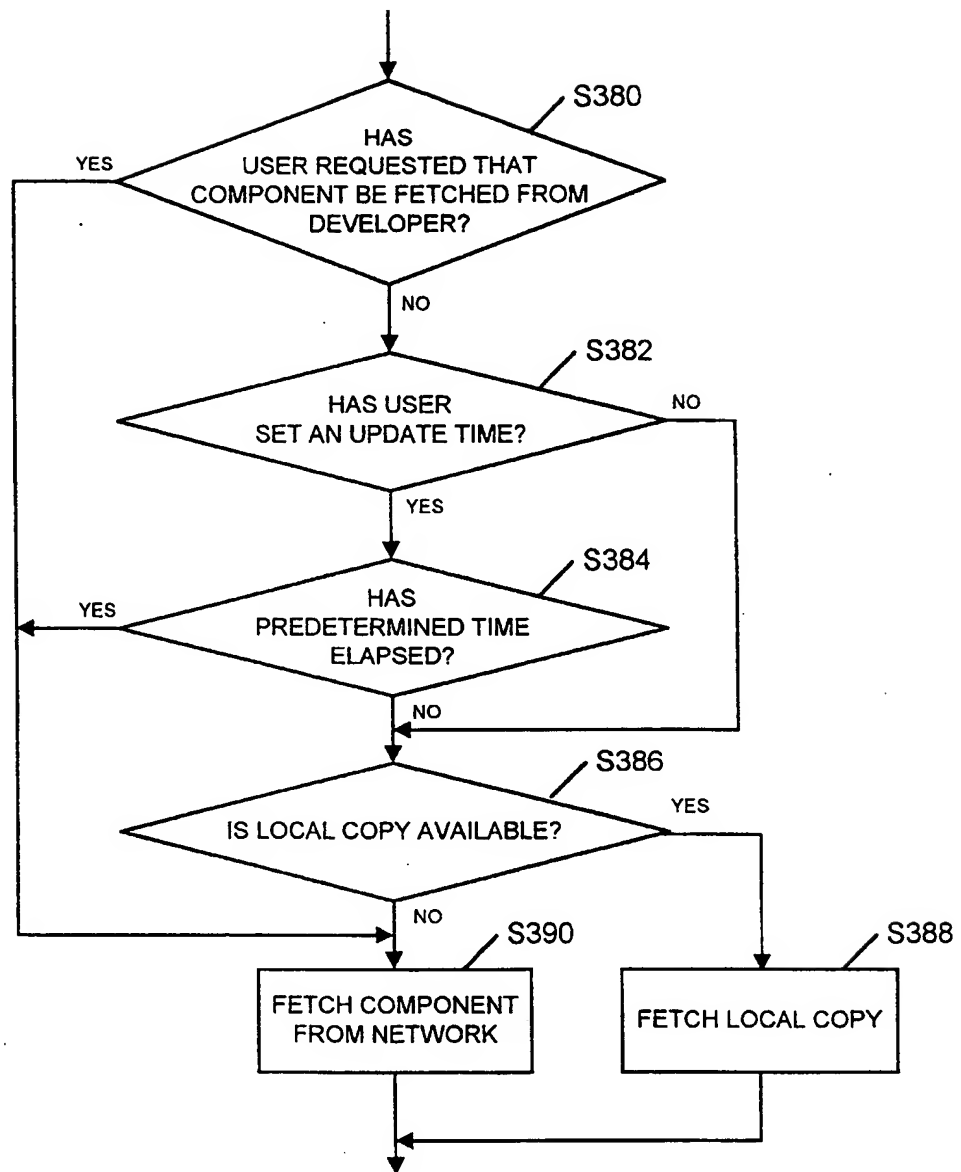 S380
HAS
USER REQUESTED THAT
COMPONENT BE FETCHED FROM
DEVELOPER?
YES
NO
S382
HAS USER
SET AN UPDATE TIME?
NO
YES
S384
HAS
PREDETERMINED TIME
ELAPSED?
YES
NO
S386
IS LOCAL COPY AVAILABLE?
YES
NO
S390
FETCH COMPONENT
FROM NETWORK
S388
FETCH LOCAL COPY